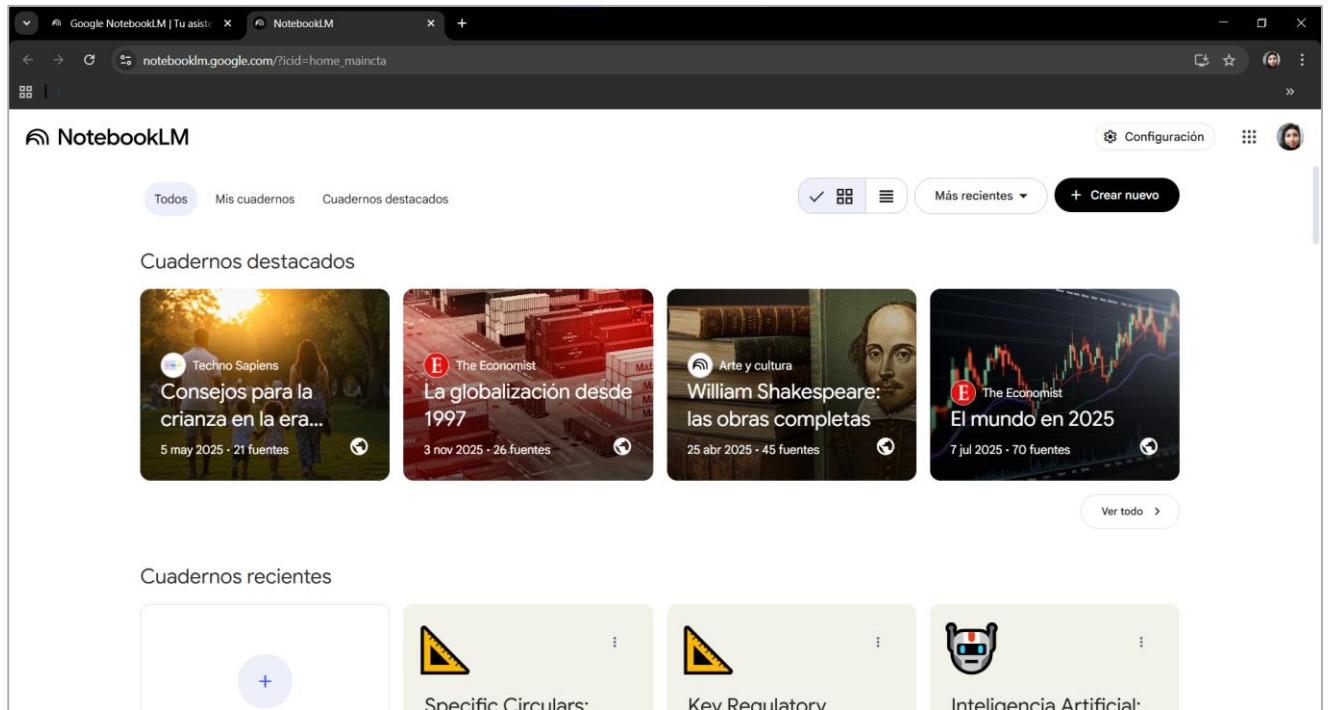 Google NotebookLM | Tu asiste
NotebookLM
notebooklm.google.com/?icid=home_maincta
NotebookLM
Configuración
Todos Mis cuadernos Cuadernos destacados
Más recientes
+ Crear nuevo
Cuadernos destacados
Techno Sapiens
Consejos para la
crianza en la era...
5 may 2025 · 21 fuentes
E The Economist
La globalización desde
1997
3 nov 2025 · 26 fuentes
Arte y cultura
William Shakespeare:
las obras completas
25 abr 2025 · 45 fuentes
E The Economist
El mundo en 2025
7 jul 2025 · 70 fuentes
Ver todo
Cuadernos recientes
Specific Circulars:
Key Regulatory
Inteligencia Artificial: